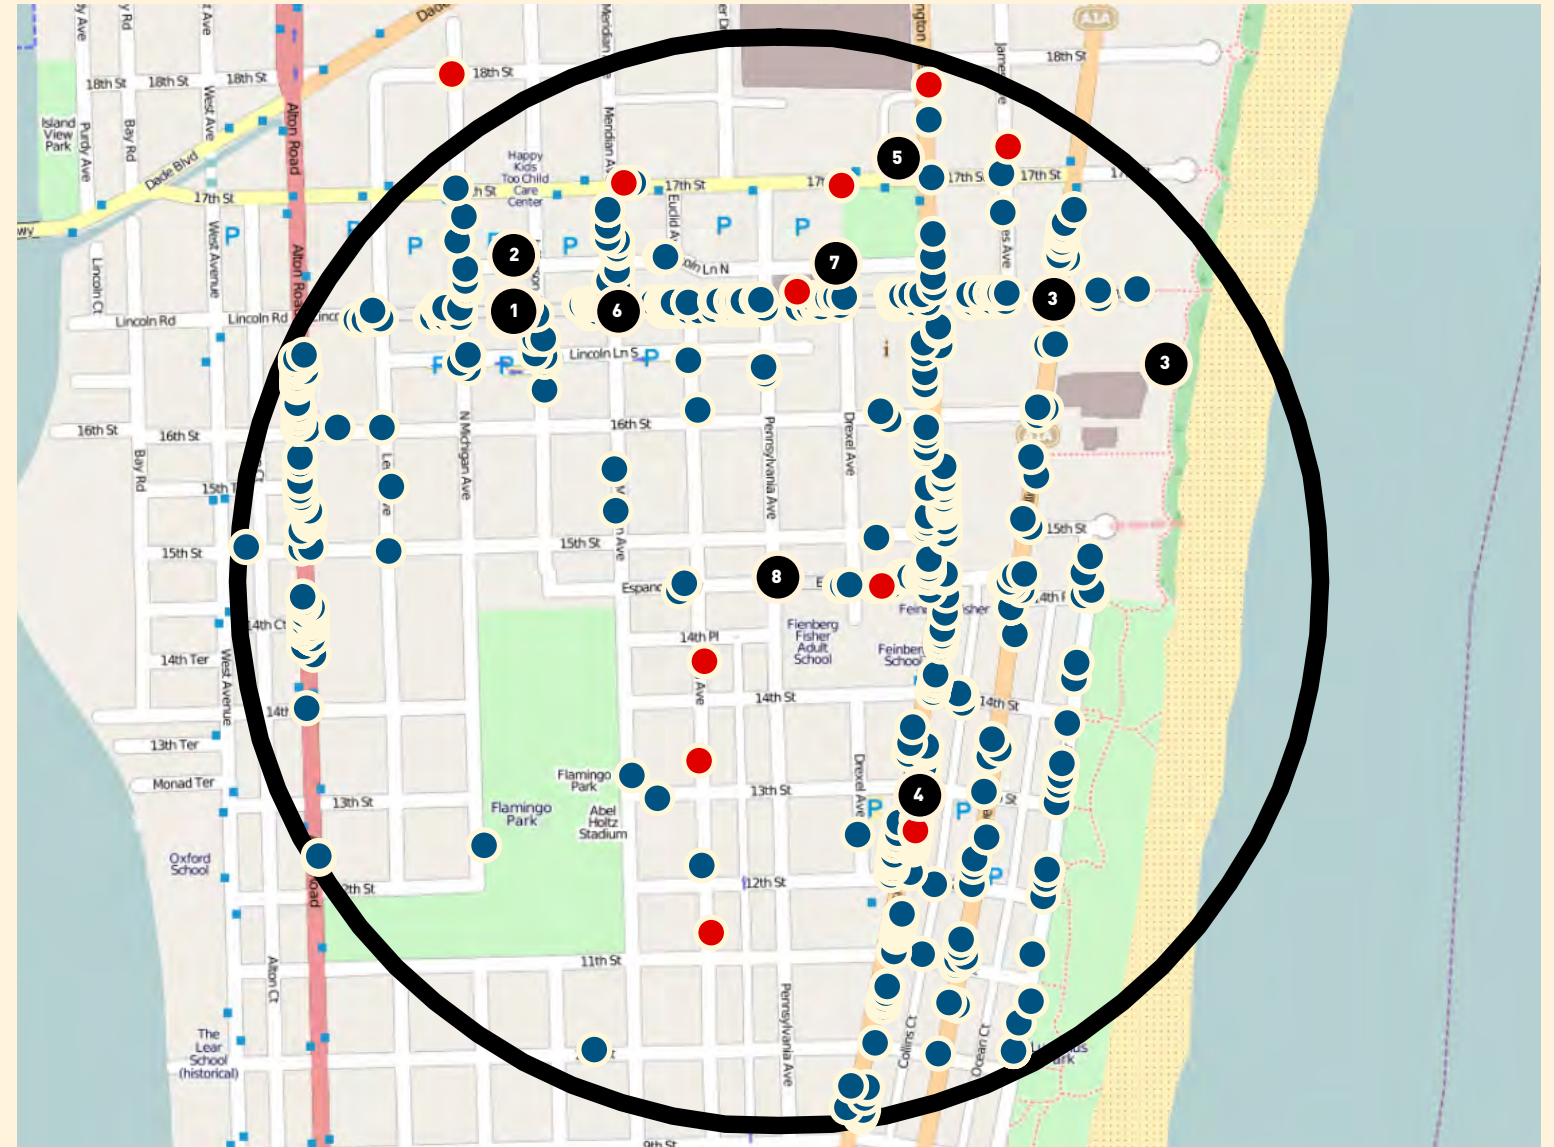 Dade
A1A
18th St
18th St
18th St
18th St
18th St
Island
View
Park
Purdy Ave
Bay Rd
West Ave
Alton Road
Meridian
Happy
Kids
Too Child
Care
Center
5
Dade Blvd
17th St
17th St
17th St
17th St
P
P
P
P
P
Lincoln Ct
West Avenue
2
7
Ln N
Lincoln Rd
Lincoln Rd
1
6
3
3
Lincoln Ln S
P
16th St
16th St
16th St
A1A
Bay Rd
N Michigan Ave
Pennsylvania Ave
Drexel Ave
15th St
15th St
15th St
8
14th Ct
14th Pl
Fienberg
Fisher
Adult
School
14th Ter
West Avenue
Ave
14th St
14th St
13th Ter
Monad Ter
13th St
13th St
Flamingo
Park
Flamingo
Park
Abel
Holtz
Stadium
Drexel Ave
4
P
P
P
Oxford
School
12th St
11th St
Alton Ct
Pennsylvania Ave
Collins Ct
Ocean Ct
The
Lear
School
(historical)
9th St